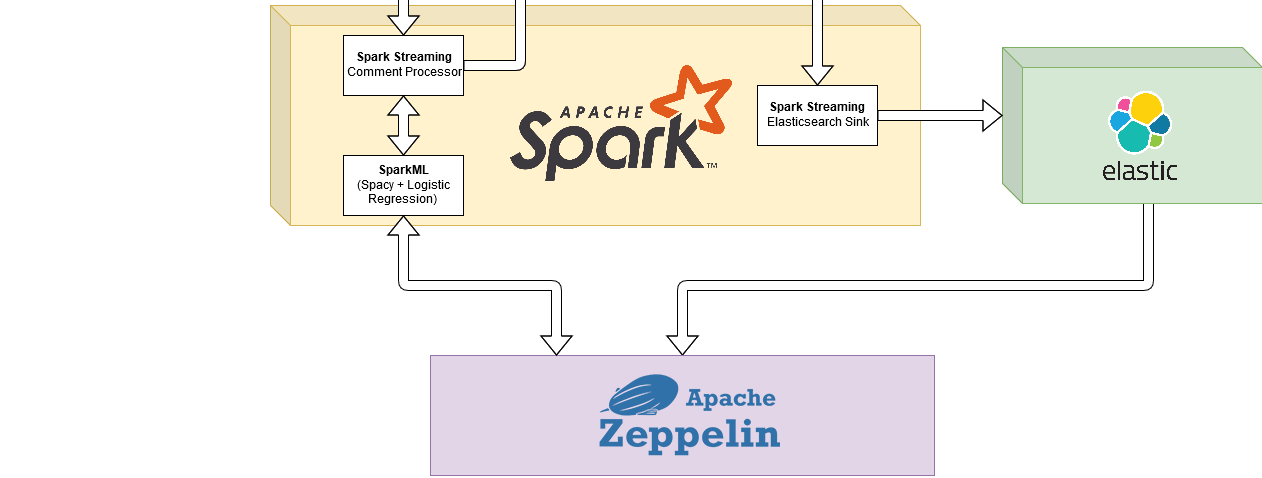 Spark Streaming
Comment Processor
APACHE
Spark™
Spark Streaming
Elasticsearch Sink
SparkML
(Spacy + Logistic
Regression)
elastic
Apache
Zeppelin